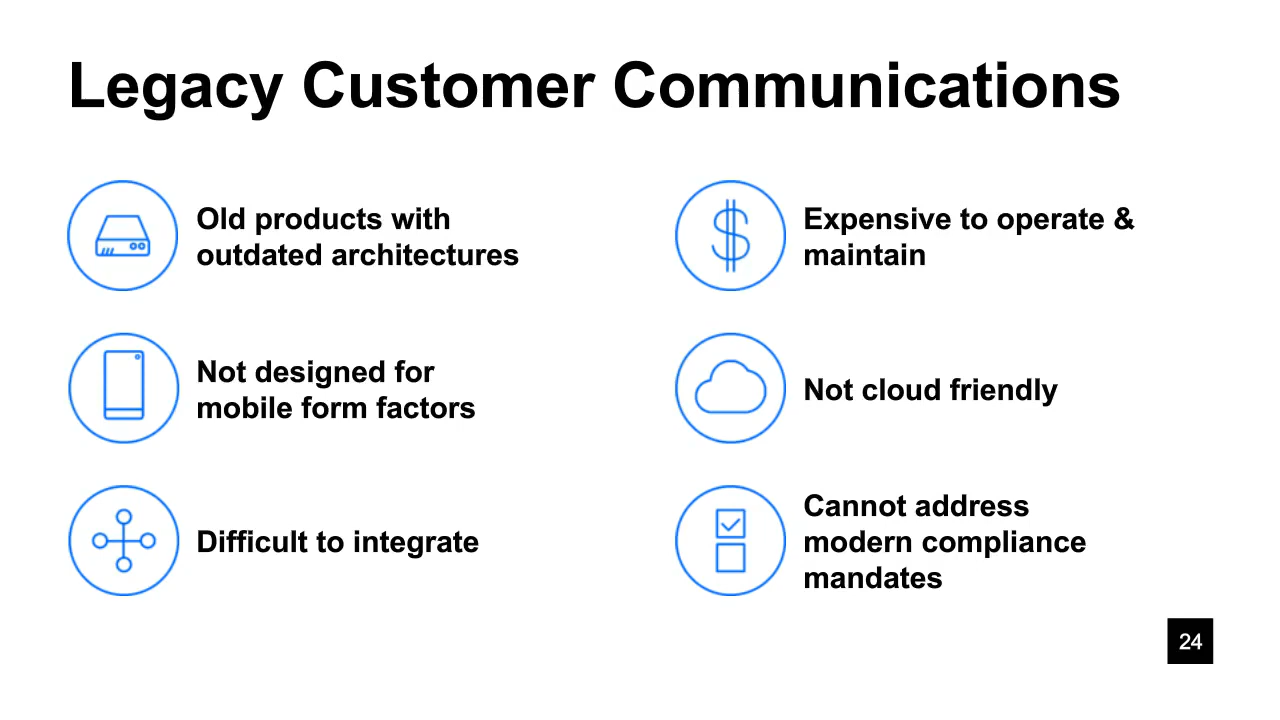 Legacy Customer Communications
Old products with
outdated architectures
Not designed for
mobile form factors
Difficult to integrate
Expensive to operate &
maintain
Not cloud friendly
Cannot address
modern compliance
mandates
24